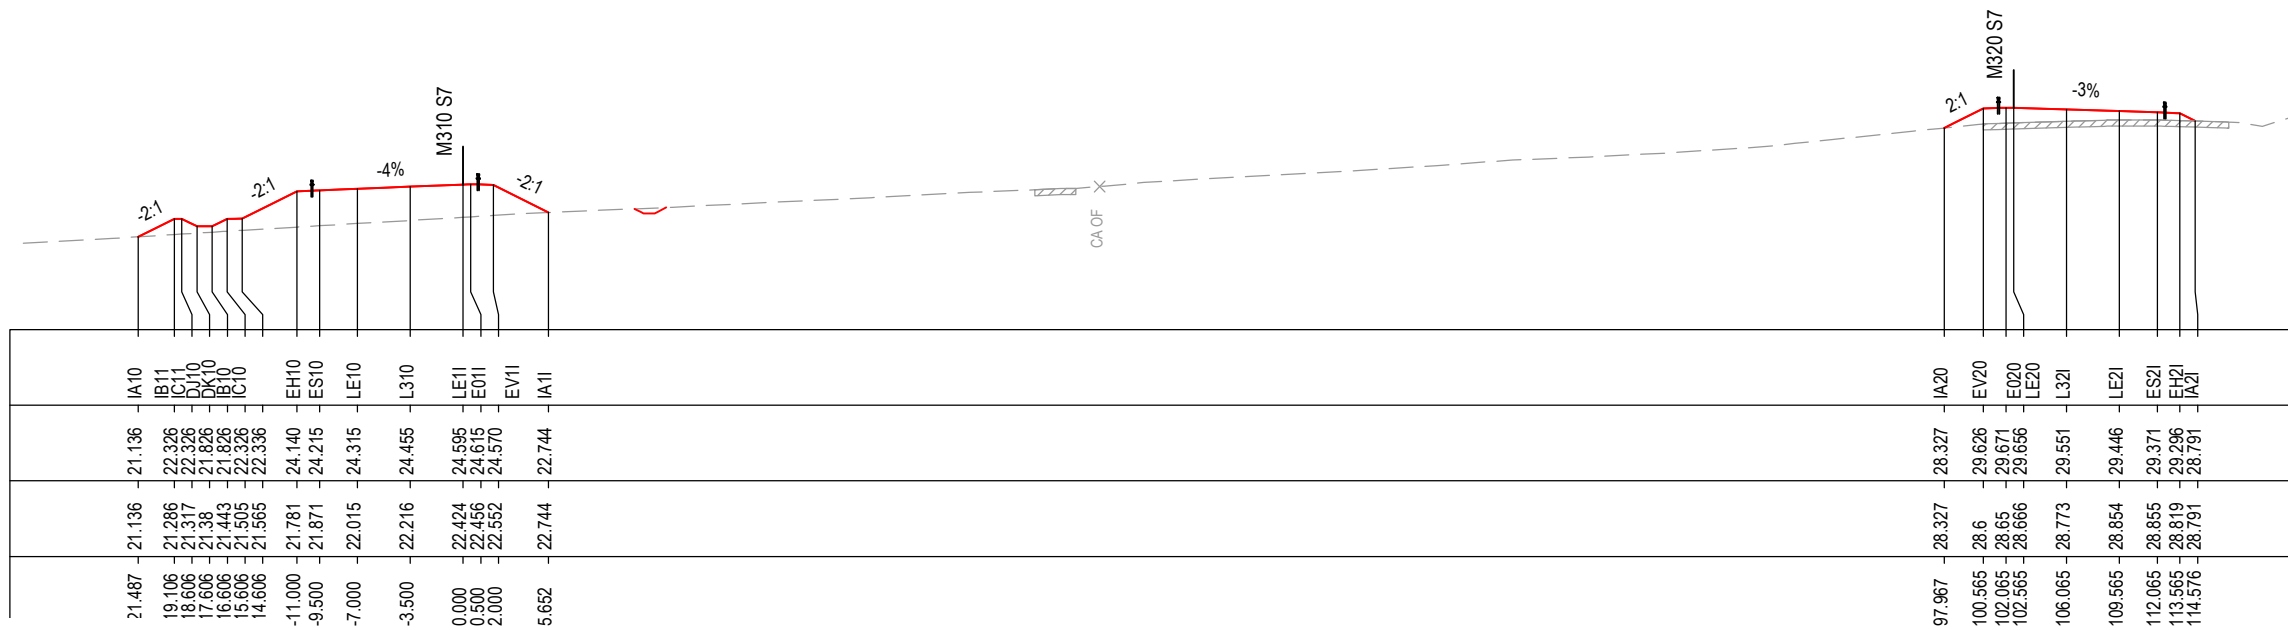 M310 S7
M320 S7
-2:1
-2:1
-4%
-2:1
2:1
-3%
CA OF
IA10 IB11 IC11 DJ10 DK10 IB10 IC10 EH10 ES10 LE10 L310 LE1I E01I EV1I IA1I IA20 EV20 E020 LE20 L32I LE2I ES2I EH2I IA2I
21.136 22.326 22.326 21.826 21.826 22.326 22.336 24.140 24.215 24.315 24.455 24.595 24.615 24.570 22.744 28.327 29.626 29.671 29.656 29.551 29.446 29.371 29.296 28.791
21.136 21.286 21.317 21.38 21.443 21.505 21.565 21.781 21.871 22.015 22.216 22.424 22.456 22.552 22.744 28.327 28.6 28.65 28.666 28.773 28.854 28.855 28.819 28.791
21.487 19.106 18.606 17.606 16.606 15.606 14.606 -11.000 -9.500 -7.000 -3.500 0.000 0.500 2.000 5.652 97.967 100.565 102.065 102.565 106.065 109.565 112.065 113.565 114.576